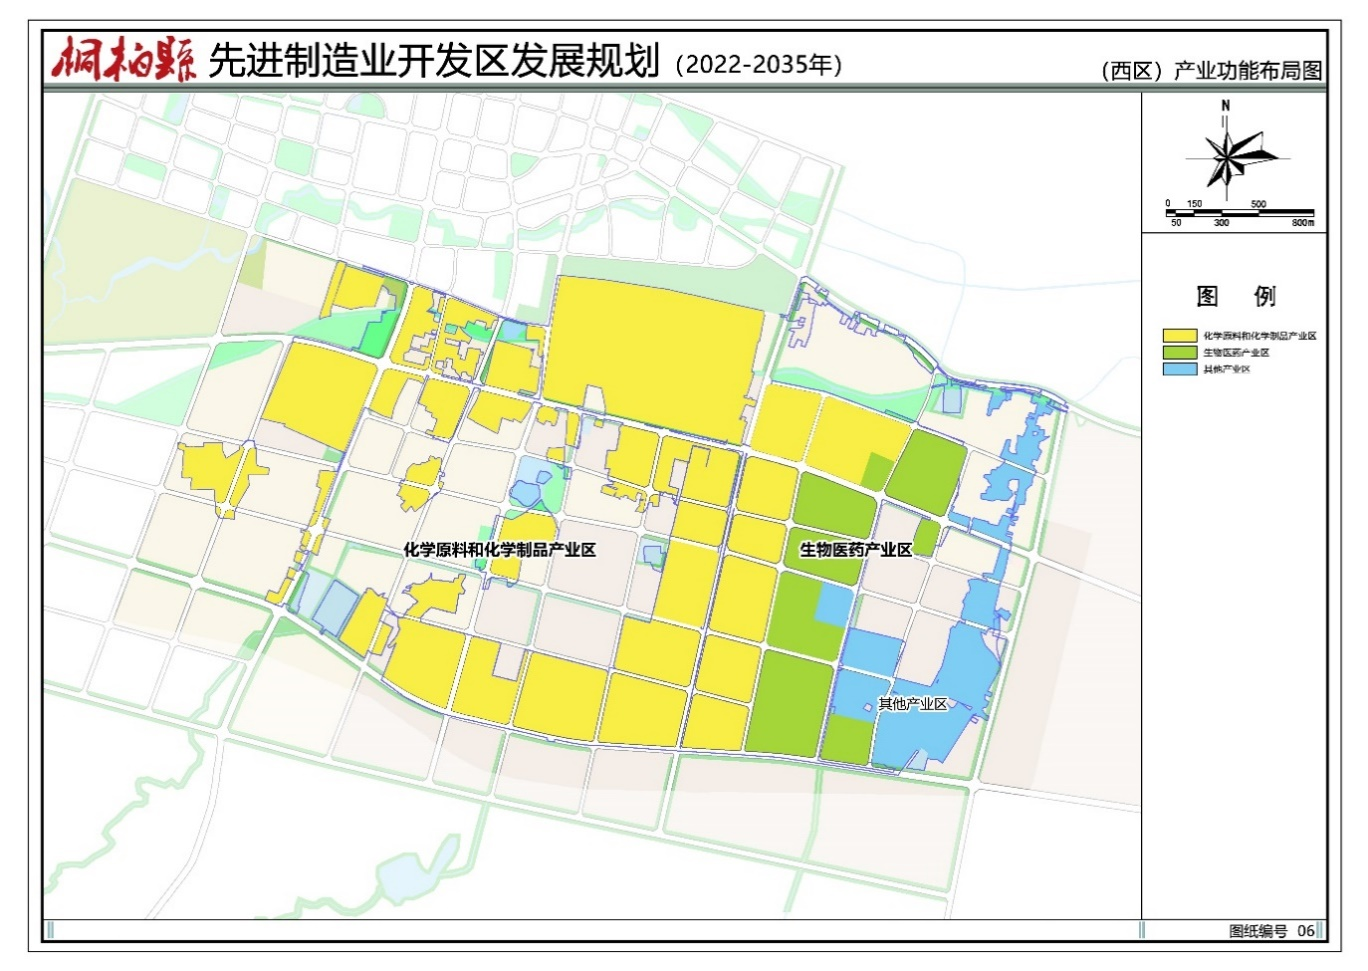 桐柏縣 先进制造业开发区发展规划 (2022-2035年)
(西区) 产业功能布局图
N
0 150 500
50 300 800m
图 例
化学原料和化学制品产业区
生物医药产业区
其他产业区
化学原料和化学制品产业区
生物医药产业区
其他产业区
图纸编号 06